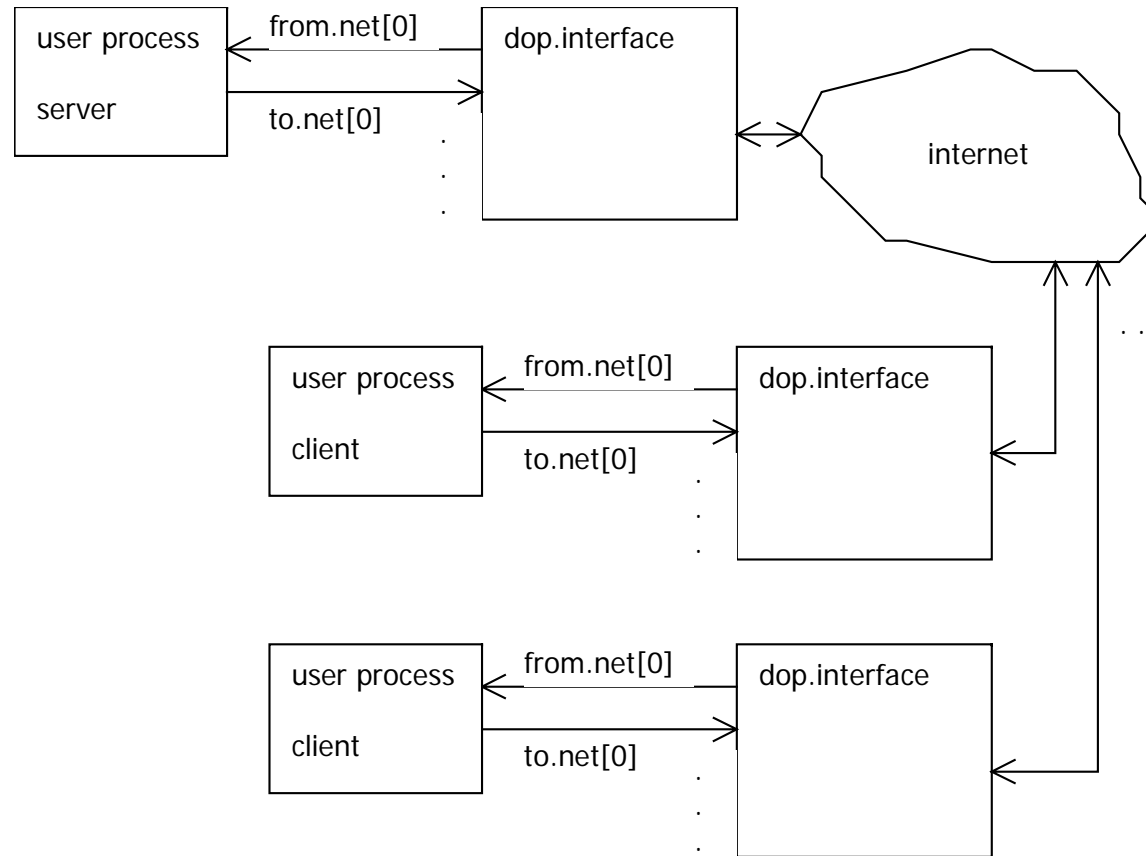 user process
server
from.net[0]
to.net[0]
.
.
.
dop.interface
internet
. .
user process
client
from.net[0]
to.net[0]
.
.
.
dop.interface
user process
client
from.net[0]
to.net[0]
.
.
.
dop.interface